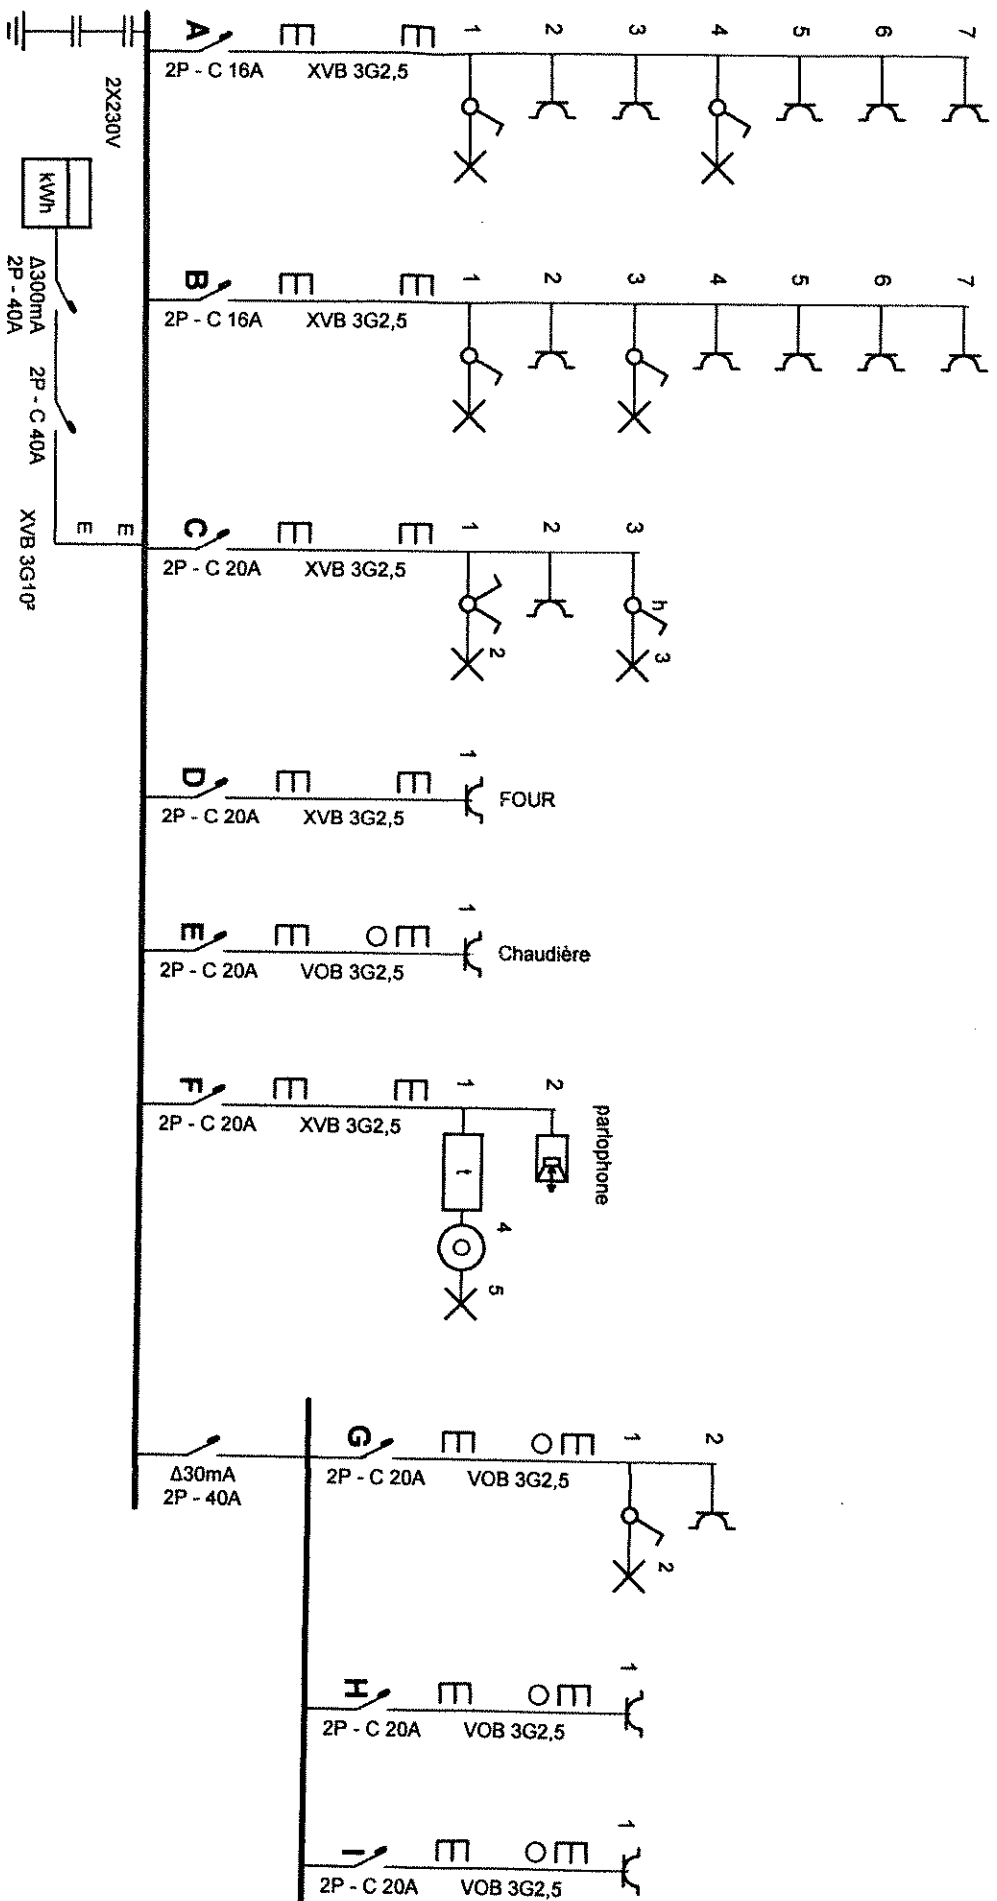 7
6
5
4
3
2
1
XVB 3G2,5
2P - C 16A
A
7
6
5
4
3
2
1
XVB 3G2,5
2P - C 16A
B
3
2
1
h
3
2
XVB 3G2,5
2P - C 20A
C
1
FOUR
XVB 3G2,5
2P - C 20A
D
1
Chaudière
VOB 3G2,5
2P - C 20A
E
parlophone
2
1
t
4
5
XVB 3G2,5
2P - C 20A
F
Δ30mA
2P - 40A
2
1
2
VOB 3G2,5
2P - C 20A
G
1
VOB 3G2,5
2P - C 20A
H
1
VOB 3G2,5
2P - C 20A
I
2X230V
kWh
Δ300mA
2P - 40A
2P - C 40A
XVB 3G10²
E
E